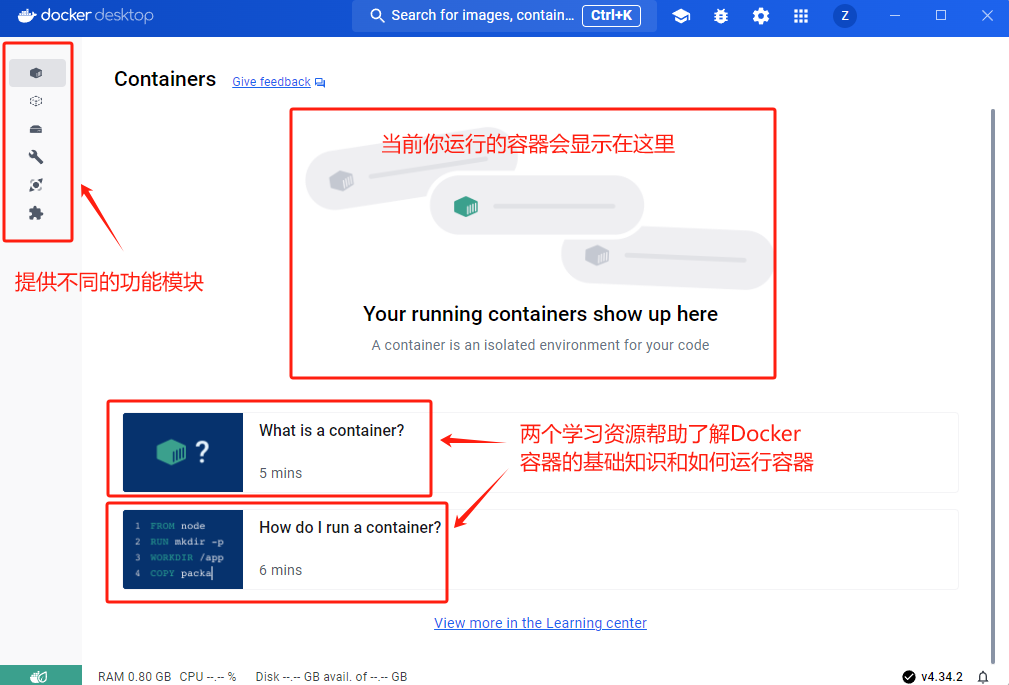 docker desktop
Search for images, contain... Ctrl+K
Z
Containers Give feedback
当前你运行的容器会显示在这里
提供不同的功能模块
Your running containers show up here
A container is an isolated environment for your code
?
What is a container?
5 mins
两个学习资源帮助了解Docker
容器的基础知识和如何运行容器
1 FROM node
2 RUN mkdir -p
3 WORKDIR /app
4 COPY packa
How do I run a container?
6 mins
View more in the Learning center
RAM 0.80 GB CPU --.-- % Disk --.-- GB avail. of --.-- GB v4.34.2